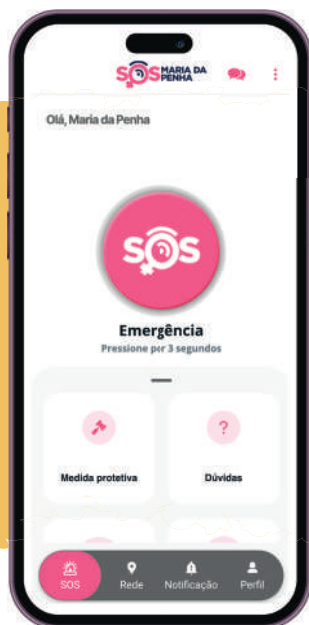 SOS MARIA DA
PENHA
Olá, Maria da Penha
SOS
Emergência
Pressione por 3 segundos
?
Medida protetiva
Dúvidas
SOS
Rede
Notificação
Perfil